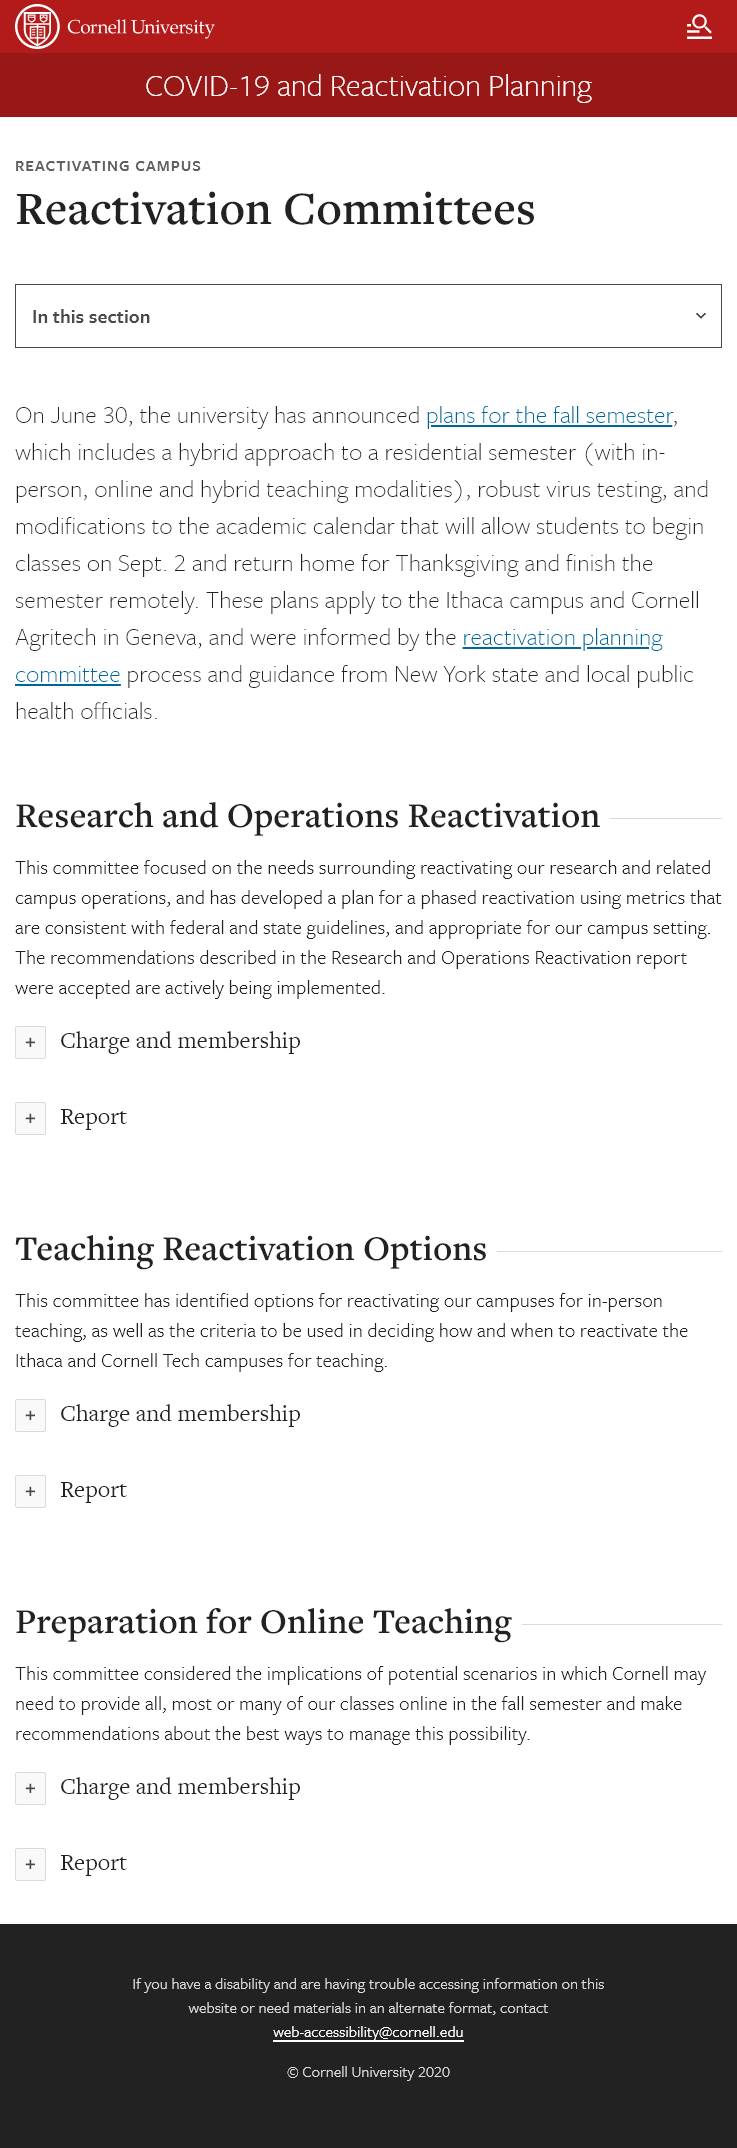 Cornell University
COVID-19 and Reactivation Planning
REACTIVATING CAMPUS
Reactivation Committees
In this section
On June 30, the university has announced plans for the fall semester,
which includes a hybrid approach to a residential semester (with in-
person, online and hybrid teaching modalities), robust virus testing, and
modifications to the academic calendar that will allow students to begin
classes on Sept. 2 and return home for Thanksgiving and finish the
semester remotely. These plans apply to the Ithaca campus and Cornell
Agritech in Geneva, and were informed by the reactivation planning
committee process and guidance from New York state and local public
health officials.
Research and Operations Reactivation
This committee focused on the needs surrounding reactivating our research and related
campus operations, and has developed a plan for a phased reactivation using metrics that
are consistent with federal and state guidelines, and appropriate for our campus setting.
The recommendations described in the Research and Operations Reactivation report
were accepted are actively being implemented.
+ Charge and membership
+ Report
Teaching Reactivation Options
This committee has identified options for reactivating our campuses for in-person
teaching, as well as the criteria to be used in deciding how and when to reactivate the
Ithaca and Cornell Tech campuses for teaching.
+ Charge and membership
+ Report
Preparation for Online Teaching
This committee considered the implications of potential scenarios in which Cornell may
need to provide all, most or many of our classes online in the fall semester and make
recommendations about the best ways to manage this possibility.
+ Charge and membership
+ Report
If you have a disability and are having trouble accessing information on this
website or need materials in an alternate format, contact
web-accessibility@cornell.edu
© Cornell University 2020